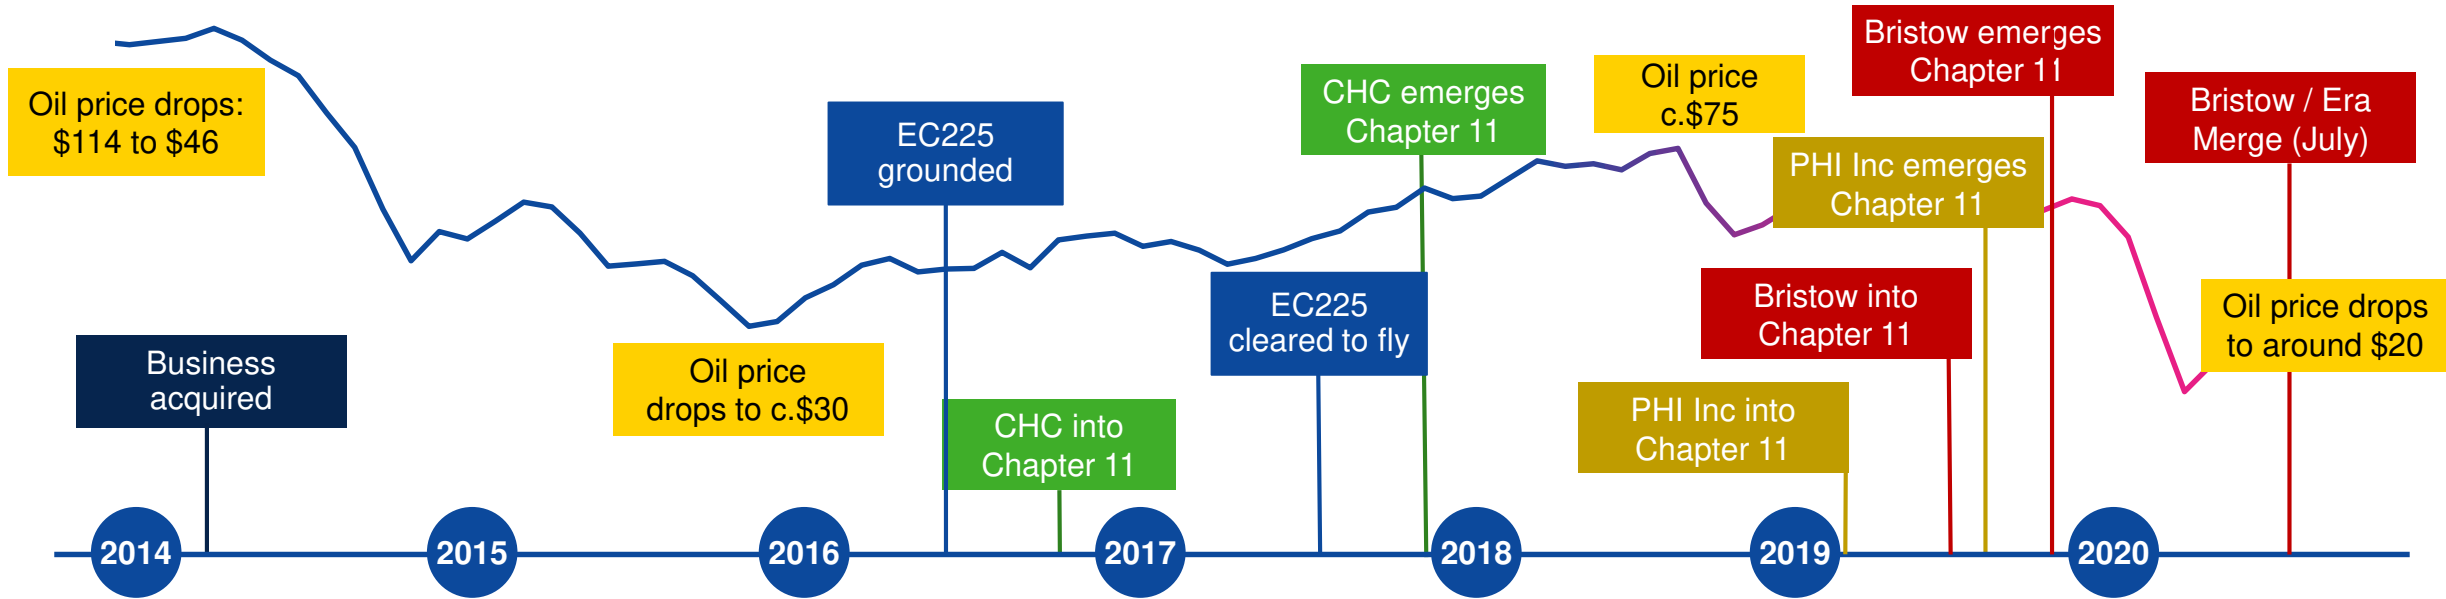 Oil price drops:
$114 to $46
Business
acquired
Oil price
drops to c.$30
EC225
grounded
CHC into
Chapter 11
EC225
cleared to fly
CHC emerges
Chapter 11
Oil price
c.$75
PHI Inc into
Chapter 11
Bristow into
Chapter 11
PHI Inc emerges
Chapter 11
Bristow emerges
Chapter 11
Bristow / Era
Merge (July)
Oil price drops
to around $20
2014
2015
2016
2017
2018
2019
2020